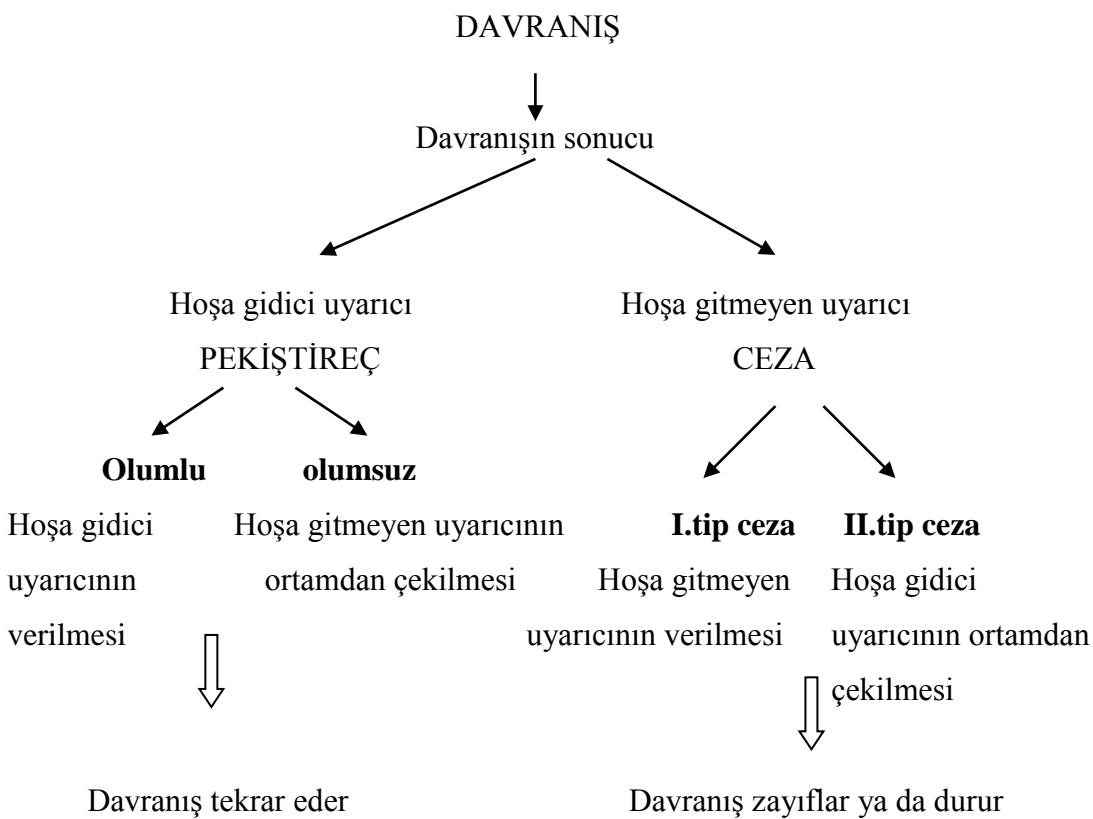 DAVRANIŞ
Davranışın sonucu
Hoşa gidici uyarıcı
PEKİŞTİREÇ
Hoşa gitmeyen uyarıcı
CEZA
Olumlu
Hoşa gidici
uyarıcının
verilmesi
olumsuz
Hoşa gitmeyen uyarıcının
ortamdan çekilmesi
I.tip ceza
Hoşa gitmeyen
uyarıcının verilmesi
II.tip ceza
Hoşa gidici
uyarıcının ortamdan
çekilmesi
Davranış tekrar eder
Davranış zayıflar ya da durur